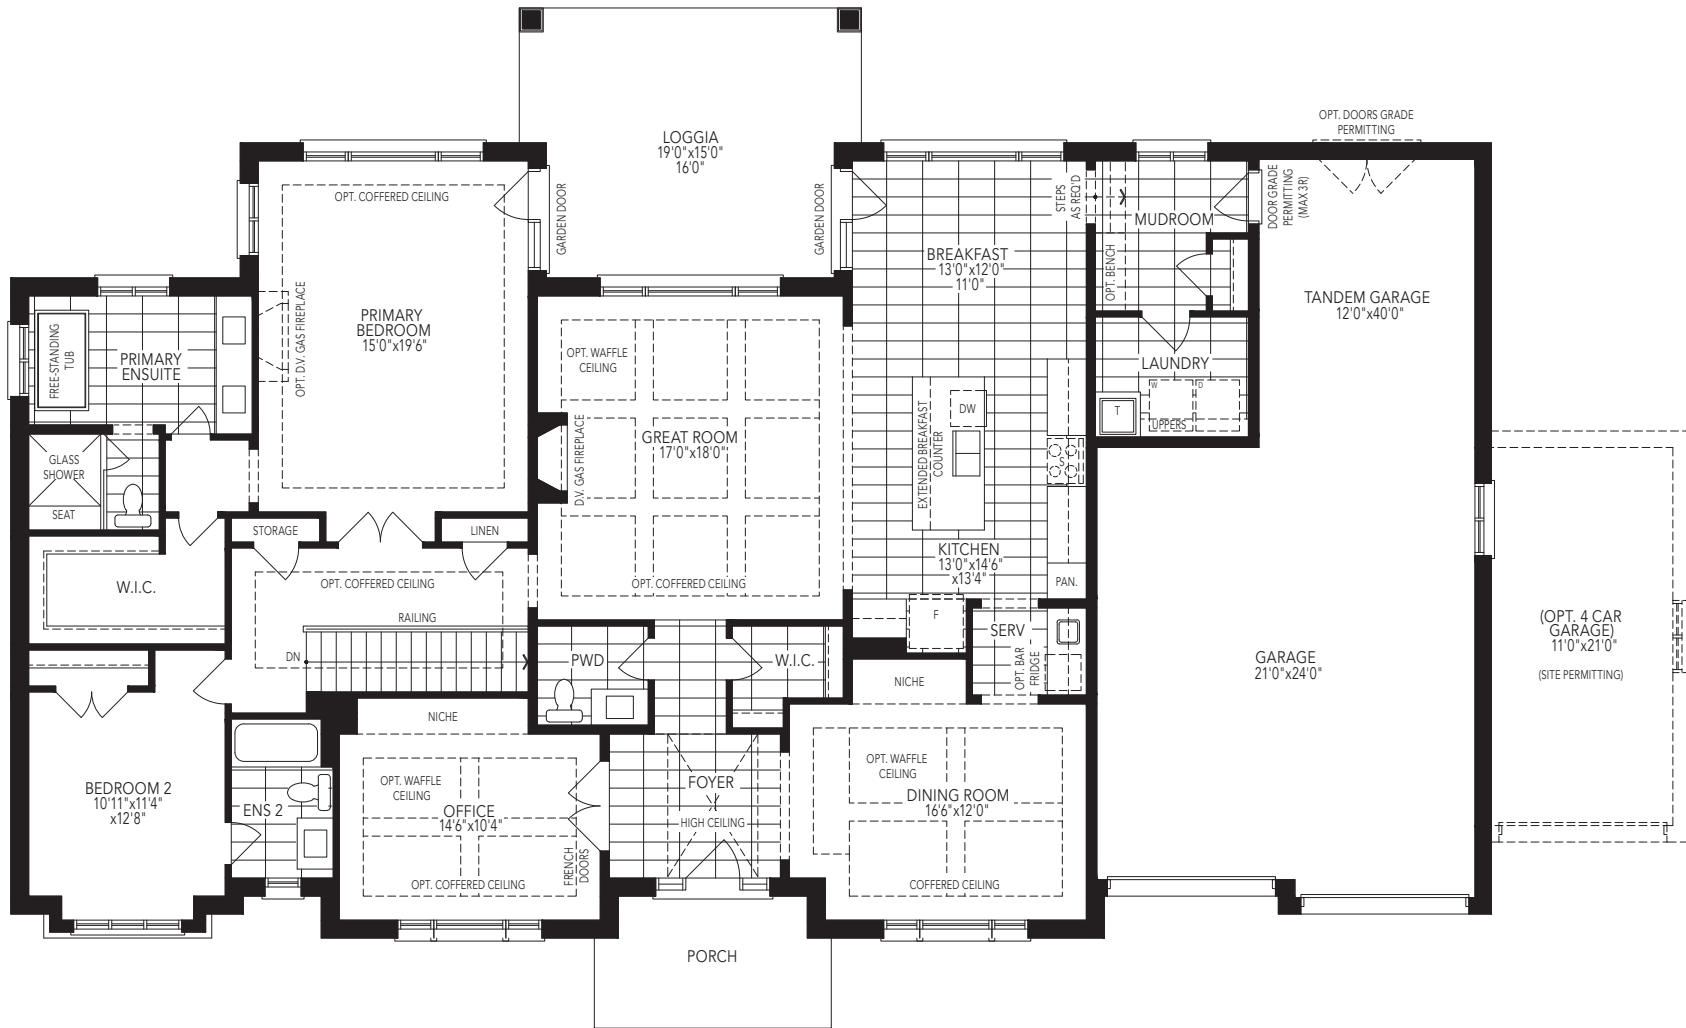 OPT. DOORS GRADE
PERMITTING
LOGGIA
19'0"x15'0"
16'0"
OPT. COFFERED CEILING
GARDEN DOOR
GARDEN DOOR
STEPS
AS REQ'D
MUDROOM
DOOR GRADE
PERMITTING
(MAX 3R)
BREAKFAST
13'0"x12'0"
11'0"
OPT. BENCH
TANDEM GARAGE
12'0"x40'0"
PRIMARY
BEDROOM
15'0"x19'6"
OPT. D.V. GAS FIREPLACE
FREE-STANDING
TUB
PRIMARY
ENSUITE
OPT. WAFFLE
CEILING
LAUNDRY
W
D
T
UPPERS
EXTENDED BREAKFAST
COUNTER
DW
GREAT ROOM
17'0"x18'0"
D.V. GAS FIREPLACE
S
GLASS
SHOWER
SEAT
STORAGE
LINEN
KITCHEN
13'0"x14'6"
x13'4"
PAN.
W.I.C.
OPT. COFFERED CEILING
OPT. COFFERED CEILING
RAILING
F
SERV
(OPT. 4 CAR
GARAGE)
11'0"x21'0"
(SITE PERMITTING)
DN
PWD
W.I.C.
OPT. BAR
FRIDGE
GARAGE
21'0"x24'0"
NICHE
NICHE
BEDROOM 2
10'11"x11'4"
x12'8"
ENS 2
OPT. WAFFLE
CEILING
OFFICE
14'6"x10'4"
FRENCH
DOORS
FOYER
HIGH CEILING
OPT. WAFFLE
CEILING
DINING ROOM
16'6"x12'0"
OPT. COFFERED CEILING
COFFERED CEILING
PORCH